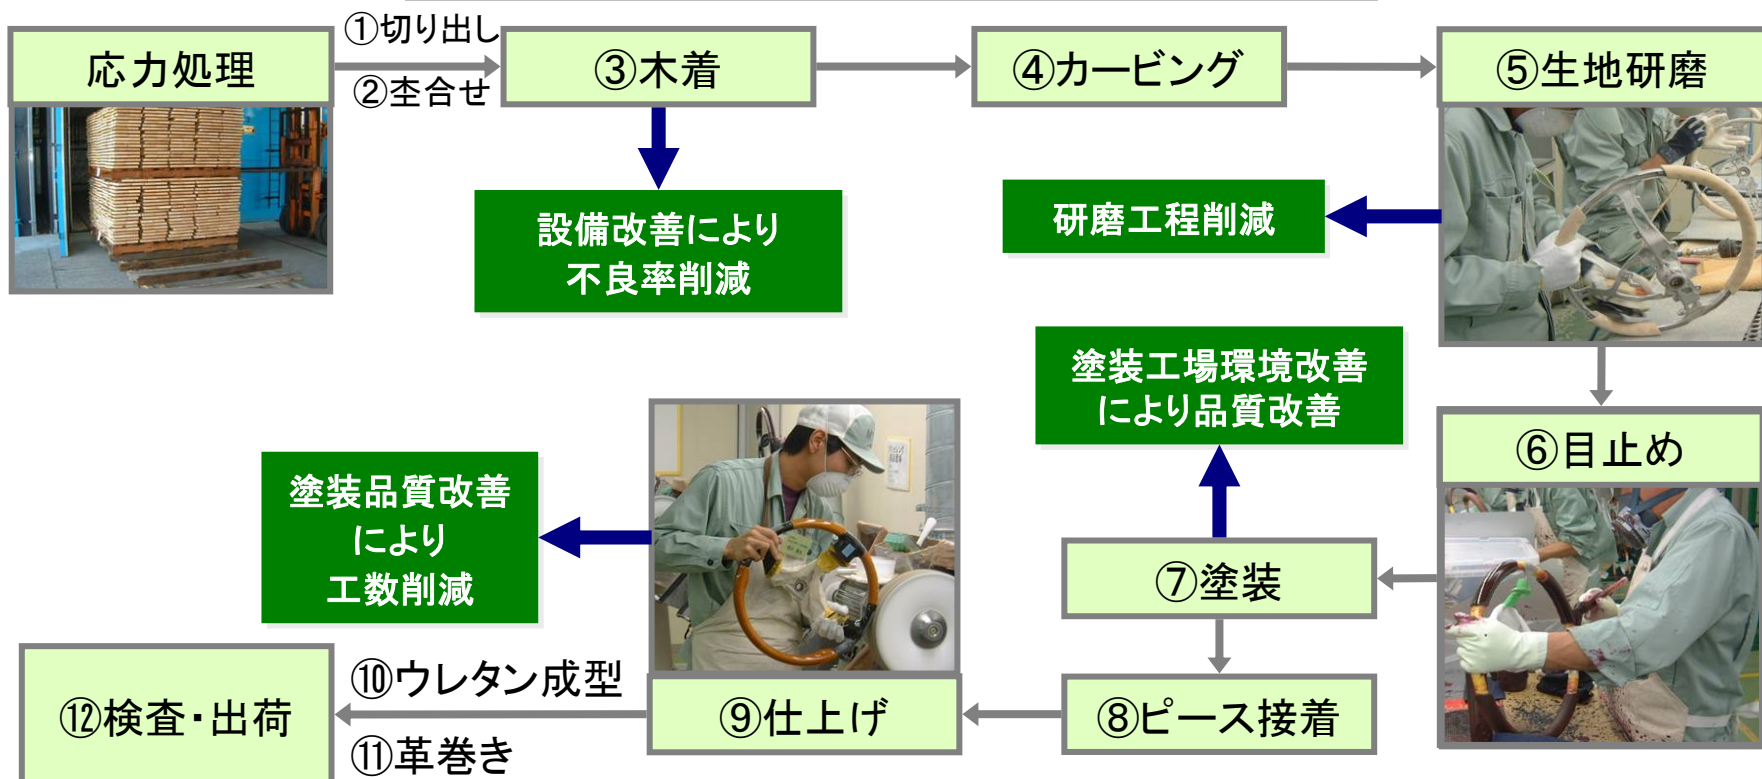 応力処理
①切り出し
②杢合せ
③木着
④カービング
⑤生地研磨
設備改善により
不良率削減
研磨工程削減
塗装工場環境改善
により品質改善
⑥目止め
塗装品質改善
により
工数削減
⑦塗装
⑧ピース接着
⑨仕上げ
⑩ウレタン成型
⑪革巻き
⑫検査・出荷